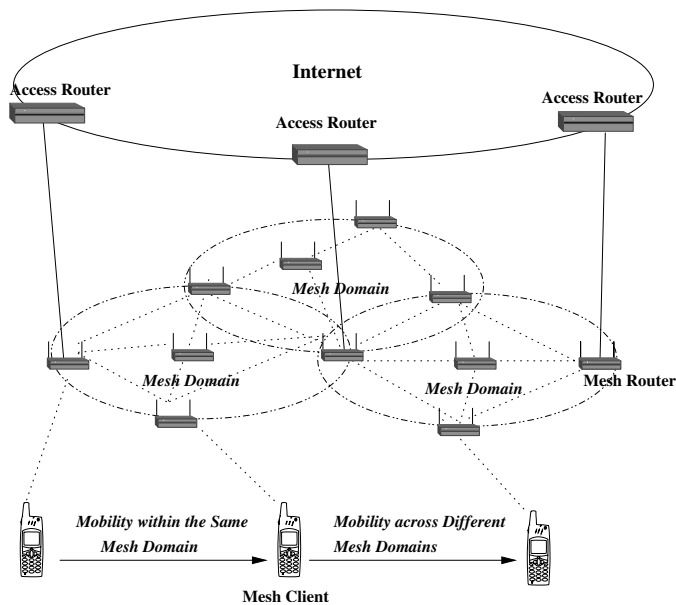 Internet
Access Router
Access Router
Access Router
Mesh Domain
Mesh Domain
Mesh Domain
Mesh Router
Mobility within the Same
Mesh Domain
Mobility across Different
Mesh Domains
Mesh Client